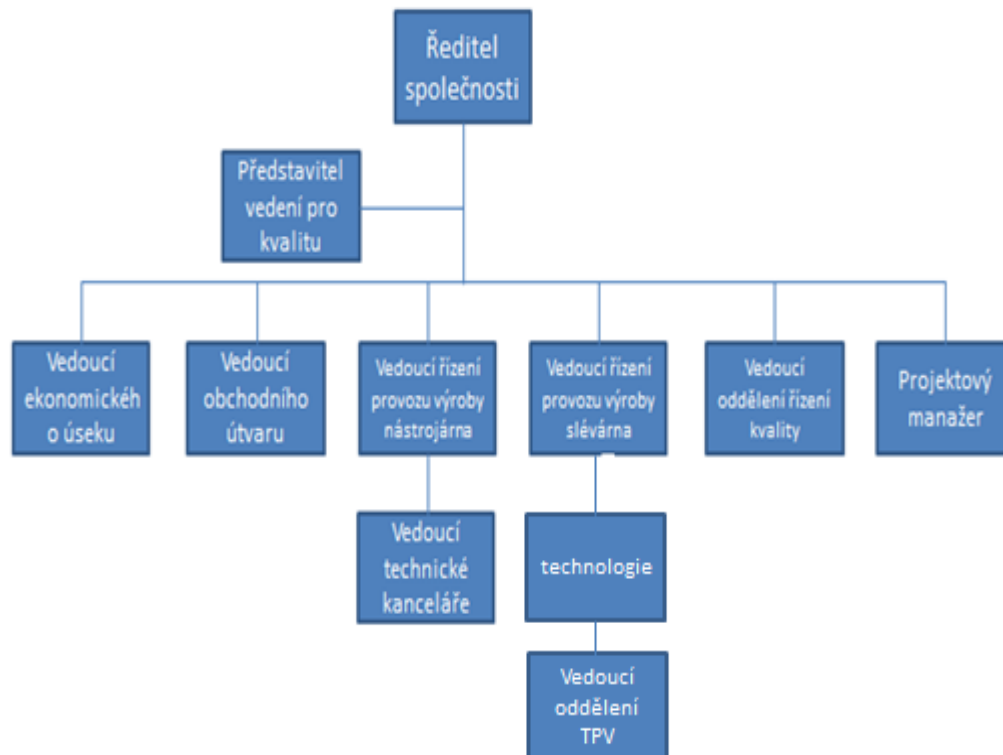 Ředitel
společnosti
Představitel
vedení pro
kvalitu
Vedoucí
ekonomickéh
o úseku
Vedoucí
obchodního
útvaru
Vedoucí řízení
provozu výroby
nástrojárna
Vedoucí řízení
provozu výroby
slévárna
Vedoucí
oddělení řízení
kvality
Projektový
manažer
Vedoucí
technické
kanceláře
technologie
Vedoucí
oddělení
TPV